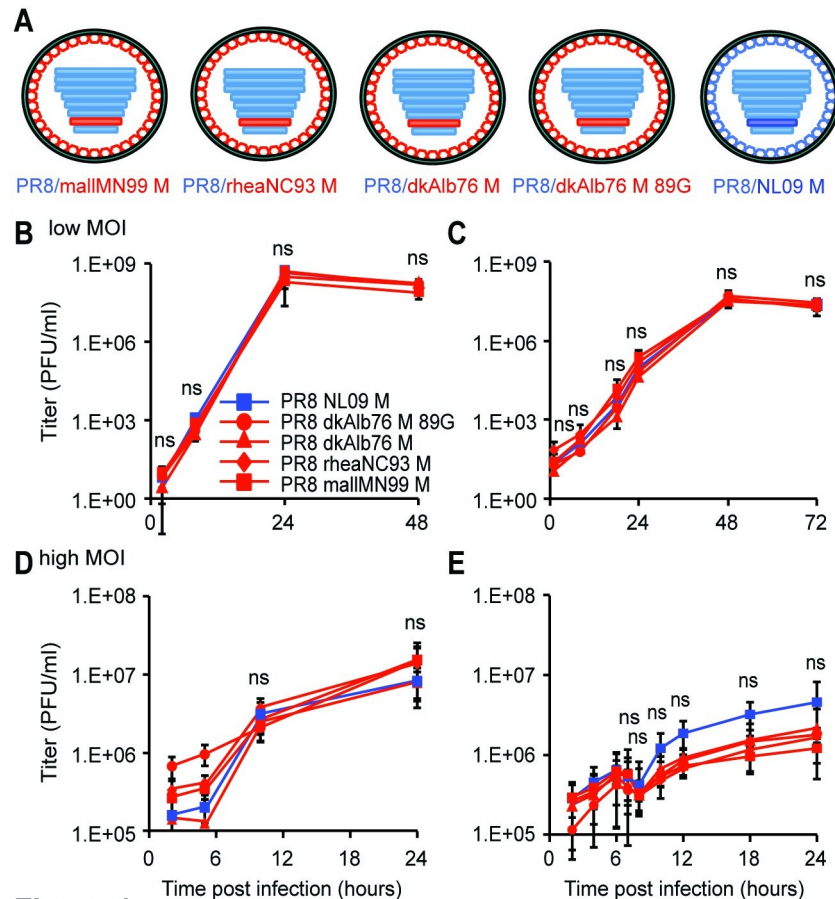 A
PR8/mallMN99 M PR8/rheaNC93 M PR8/dkAlb76 M PR8/dkAlb76 M 89G PR8/NL09 M
B low MOI
Titer (PFU/ml)
1.E+09
1.E+06
1.E+03
1.E+00
ns
ns
ns
ns
PR8 NL09 M
PR8 dkAlb76 M 89G
PR8 dkAlb76 M
PR8 rheaNC93 M
PR8 mallMN99 M
0 24 48
C
1.E+09
1.E+06
1.E+03
1.E+00
ns
ns
ns
ns
ns
ns
0 24 48 72
D high MOI
Titer (PFU/ml)
1.E+08
1.E+07
1.E+06
1.E+05
ns
ns
0 6 12 18 24
Time post infection (hours)
E
1.E+08
1.E+07
1.E+06
1.E+05
ns
ns
ns
ns
ns
ns
0 6 12 18 24
Time post infection (hours)